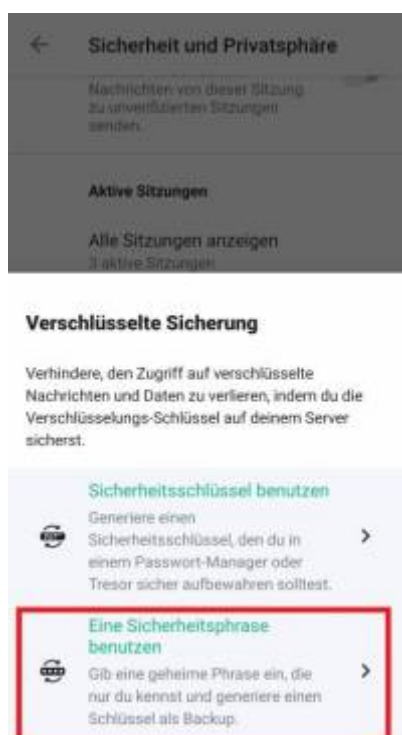 Sicherheit und Privatsphäre
Nachrichten von dieser Sitzung
zu unverifizierten Sitzungen
senden.
Aktive Sitzungen
Alle Sitzungen anzeigen
3 aktive Sitzungen
Verschlüsselte Sicherung
Verhindere, den Zugriff auf verschlüsselte
Nachrichten und Daten zu verlieren, indem du die
Verschlüsselungs-Schlüssel auf deinem Server
sicherst.
Sicherheitsschlüssel benutzen
Generiere einen
Sicherheitsschlüssel, den du in
einem Passwort-Manager oder
Tresor sicher aufbewahren solltest.
Eine Sicherheitsphrase
benutzen
Gib eine geheime Phrase ein, die
nur du kennst und generiere einen
Schlüssel als Backup.